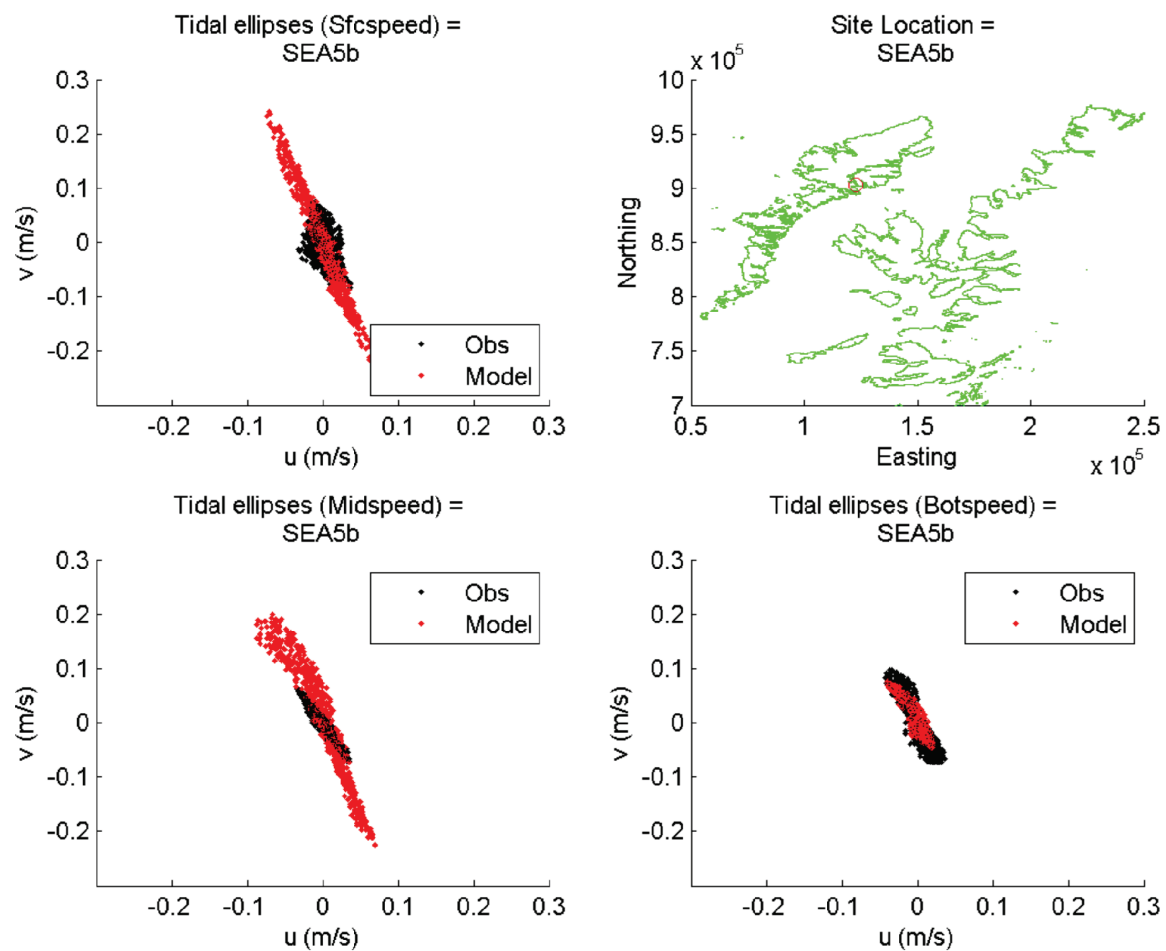 Tidal ellipses (Sfcspeed) =
SEA5b
0.3
0.2
0.1
0
-0.1
-0.2
v (m/s)
-0.2
-0.1
0
0.1
0.2
0.3
u (m/s)
Obs
Model
Site Location =
SEA5b
x 10^5
10
9.5
9
8.5
8
7.5
7
Northing
0.5
1
1.5
2
2.5
Easting
x 10^5
Tidal ellipses (Midspeed) =
SEA5b
0.3
0.2
0.1
0
-0.1
-0.2
v (m/s)
-0.2
-0.1
0
0.1
0.2
0.3
u (m/s)
Obs
Model
Tidal ellipses (Botspeed) =
SEA5b
0.3
0.2
0.1
0
-0.1
-0.2
v (m/s)
-0.2
-0.1
0
0.1
0.2
0.3
u (m/s)
Obs
Model